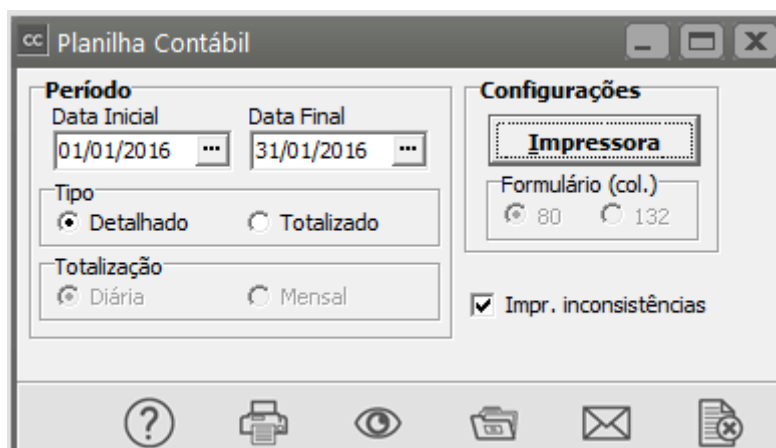 cc Planilha Contábil
Período
Data Inicial Data Final
01/01/2016 ... 31/01/2016 ...
Tipo
Detalhado Totalizado
Totalização
Diária Mensal
Configurações
Impressora
Formulário (col.)
80 132
Impr. inconsistências
?